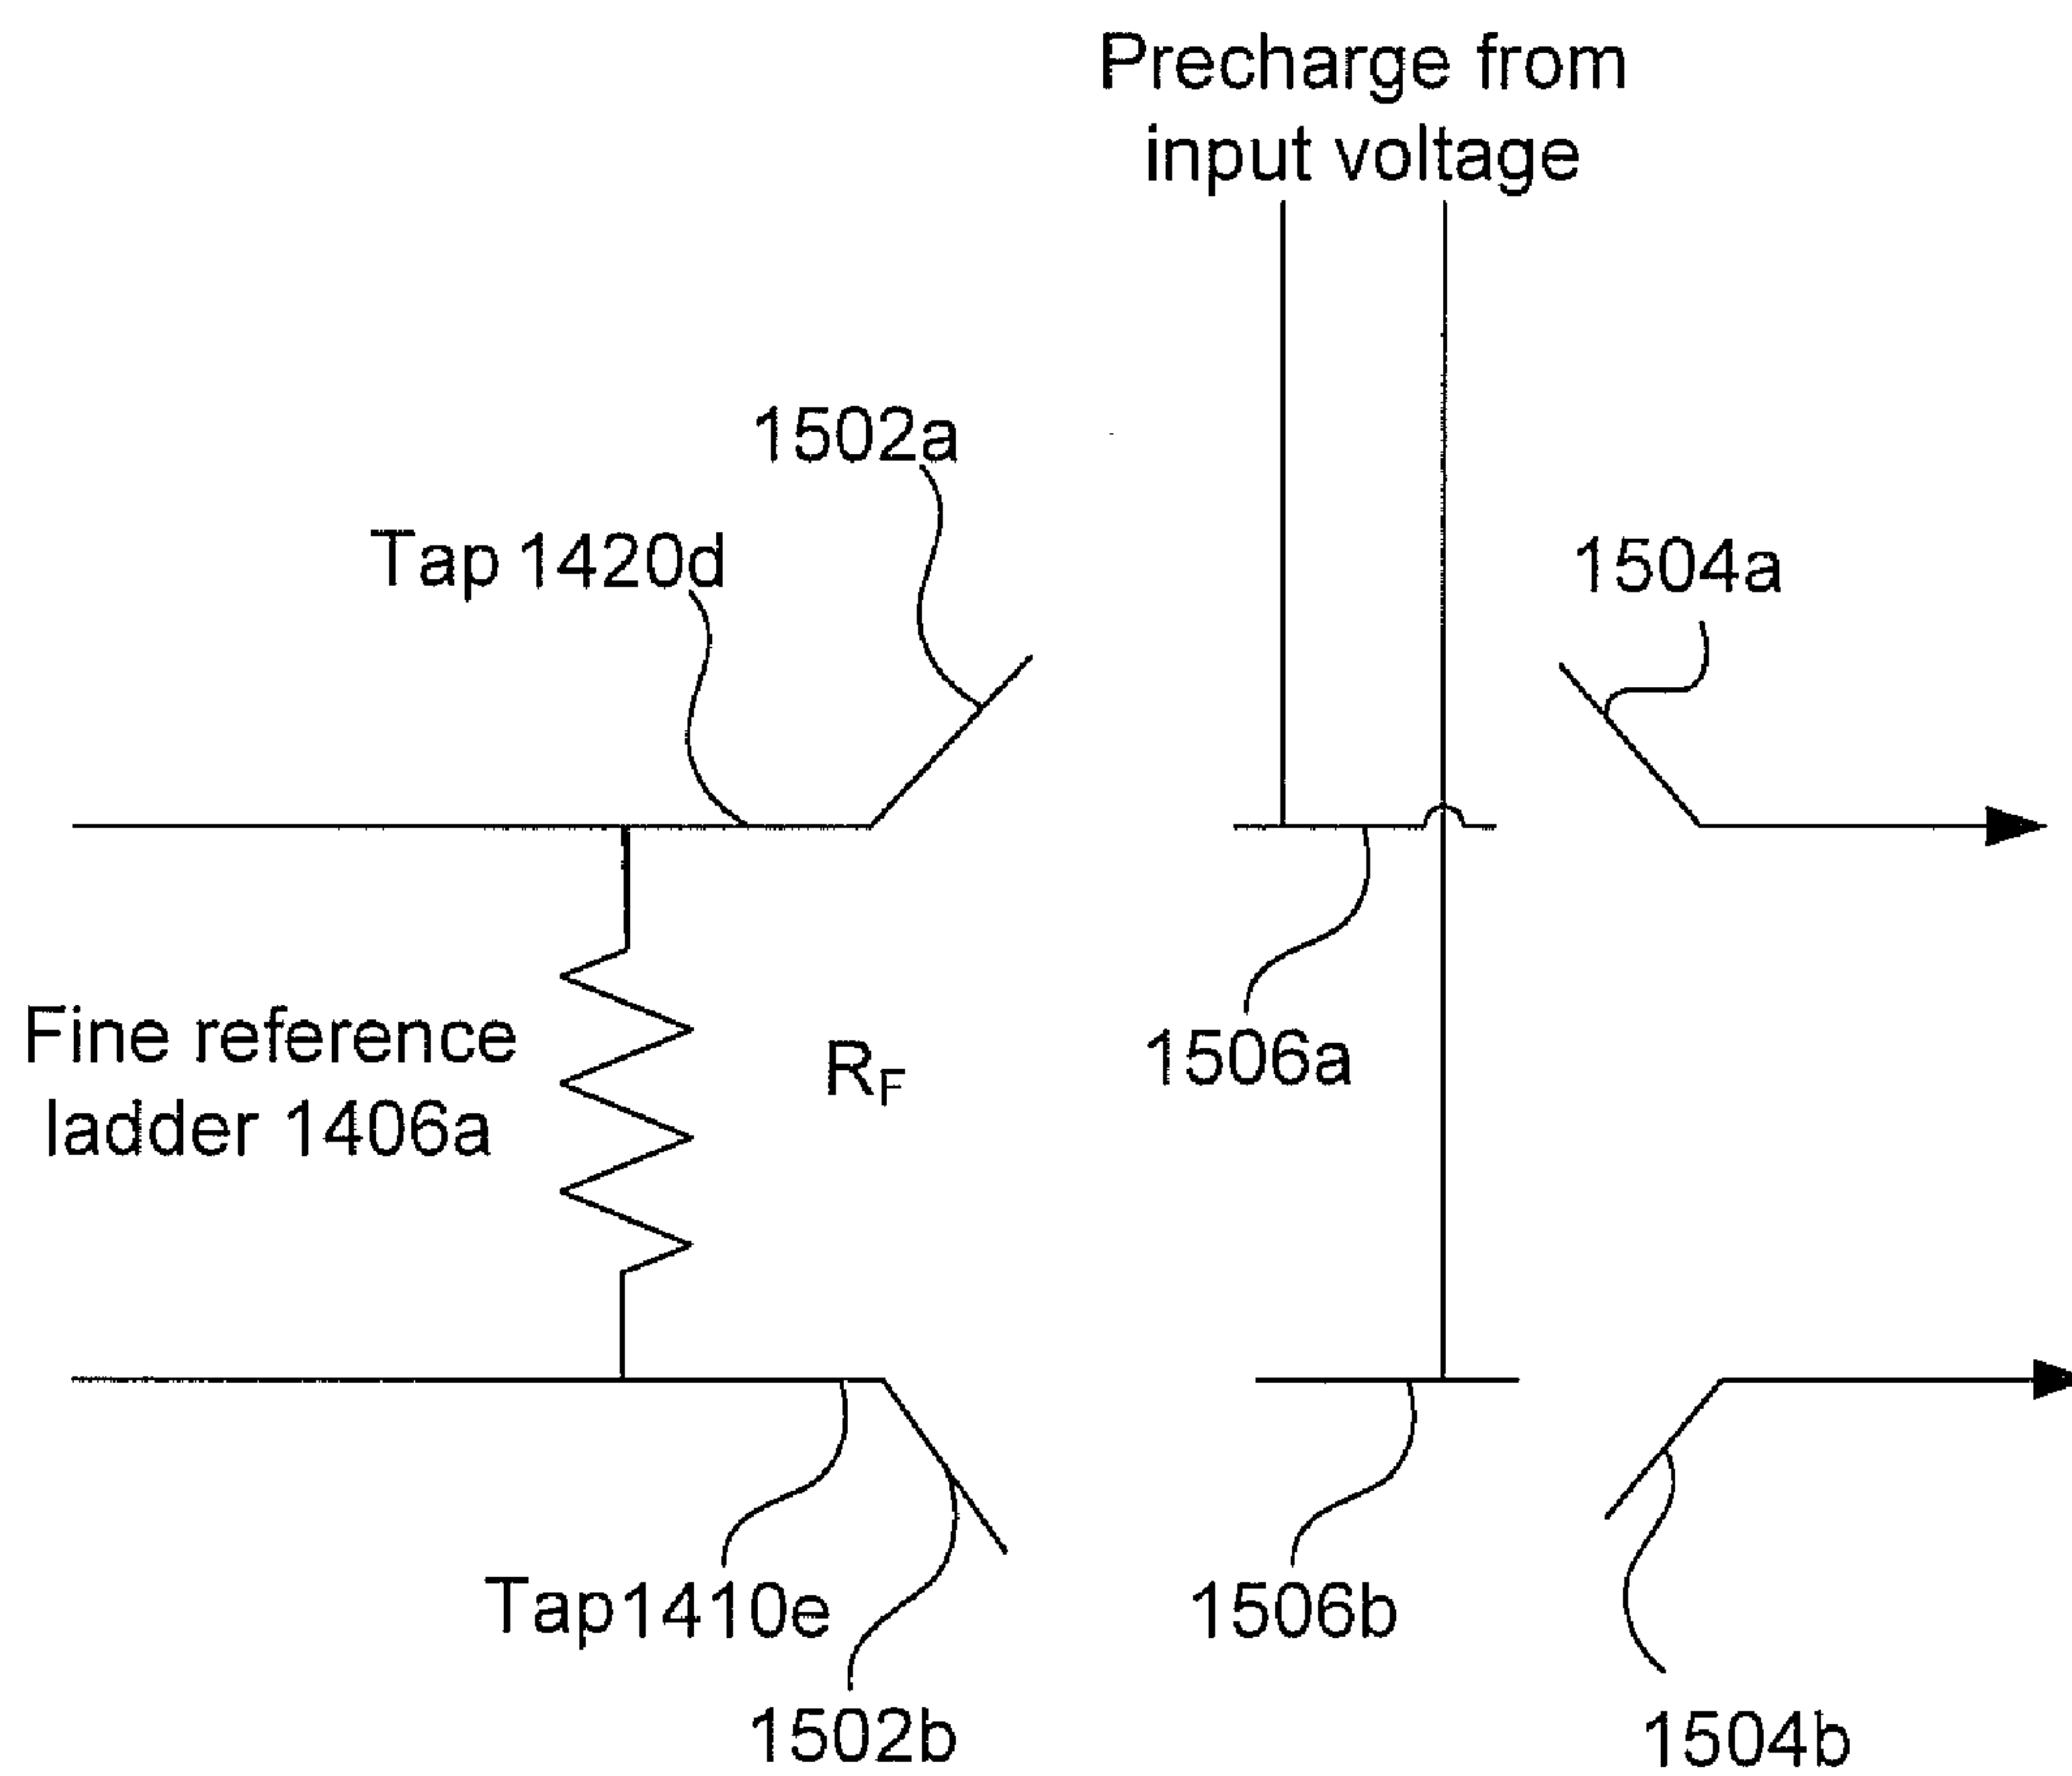 Precharge from
input voltage
1502a
Tap 1420d
1504a
Fine reference
ladder 1406a
RF
1506a
Tap1410e
1506b
1502b
1504b